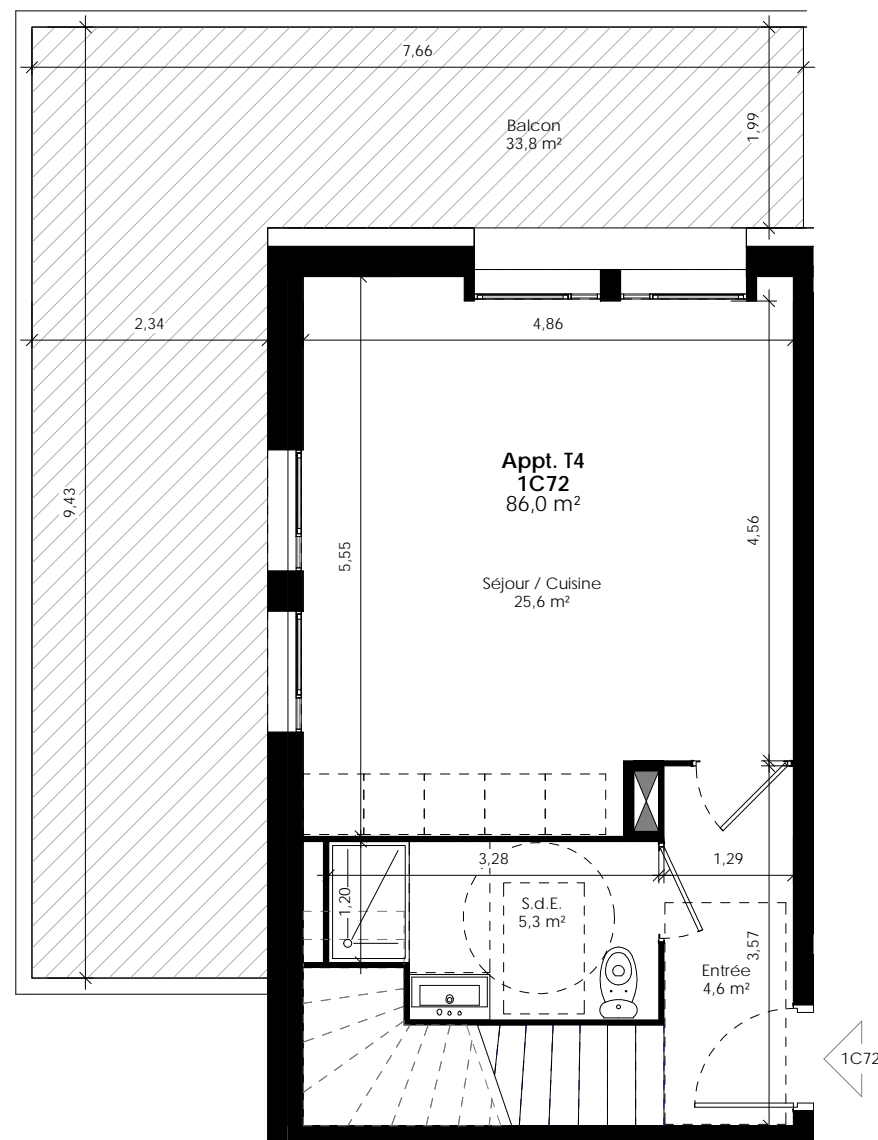 7,66
Balcon
33,8 m²
1,99
2,34
4,86
9,43
Appt. T4
1C72
86,0 m²
5,55
4,56
Séjour / Cuisine
25,6 m²
3,28
1,29
1,20
S.d.E.
5,3 m²
3,57
Entrée
4,6 m²
1C72